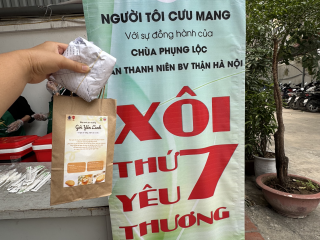 NGƯỜI TÔI CƯU MANG
Với sự đồng hành của
CHÙA PHỤNG LỘC
AN THANH NIÊN BV THẬN HÀ NỘI
XÔI
THỨ 7
YÊU
THƯƠNG